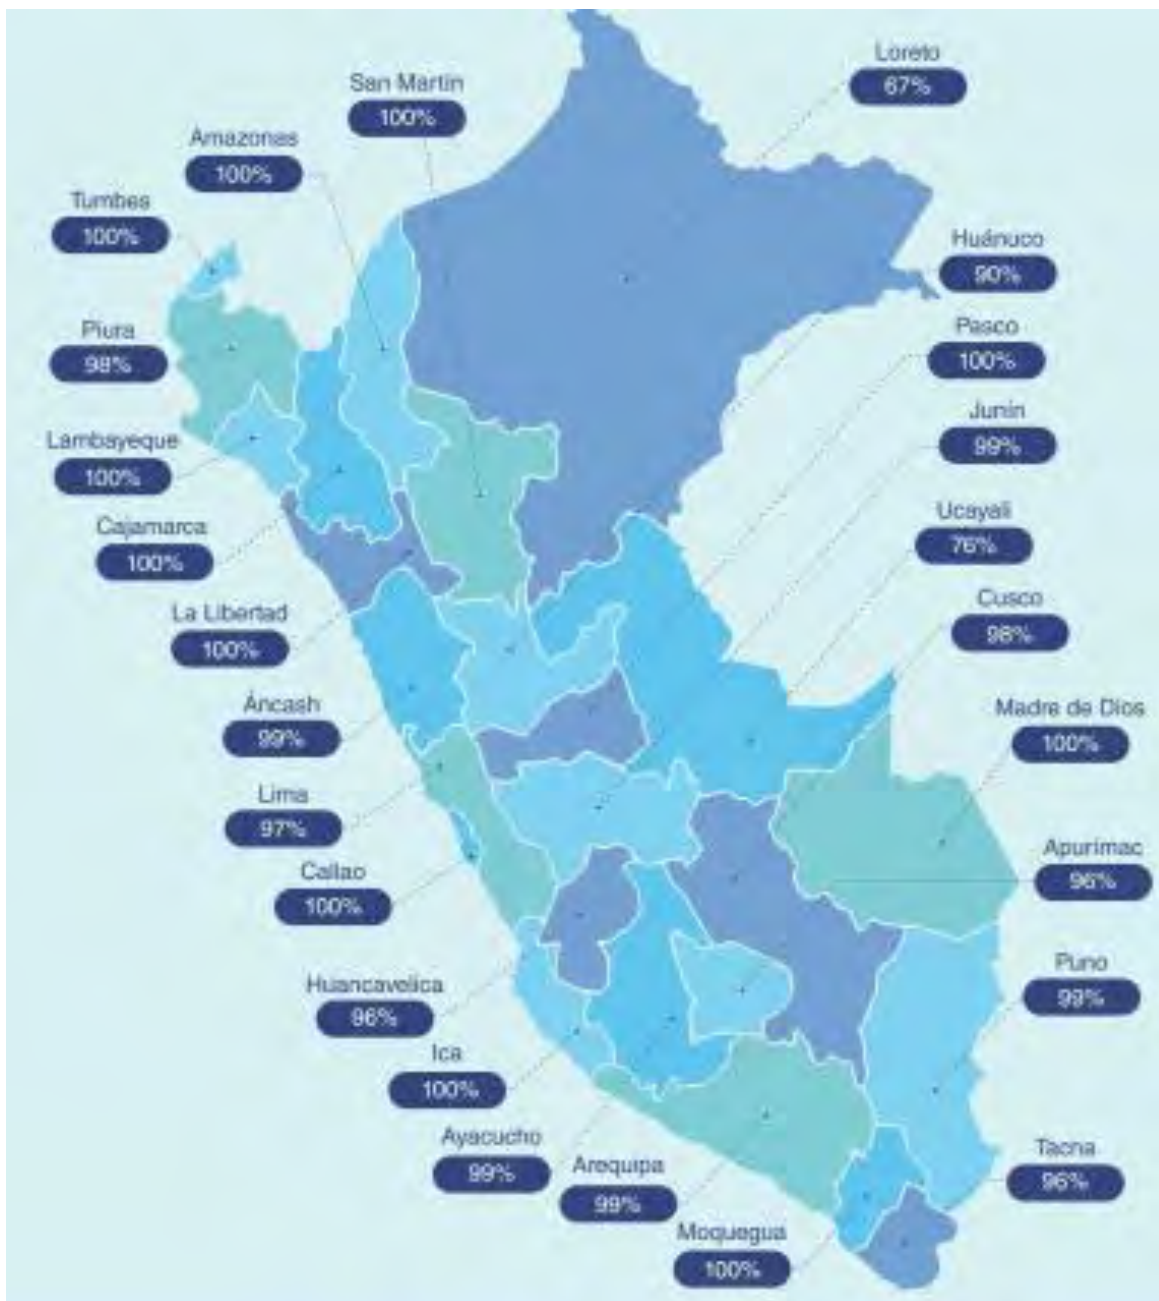 Loreto
67%
San Martín
100%
Amazonas
100%
Tumbes
100%
Huánuco
90%
Piura
98%
Pasco
100%
Junín
99%
Lambayeque
100%
Ucayali
76%
Cajamarca
100%
Cusco
98%
La Libertad
100%
Áncash
99%
Madre de Dios
100%
Lima
97%
Apurímac
96%
Callao
100%
Puno
99%
Huancavelica
96%
Ica
100%
Ayacucho
99%
Arequipa
99%
Tacna
96%
Moquegua
100%